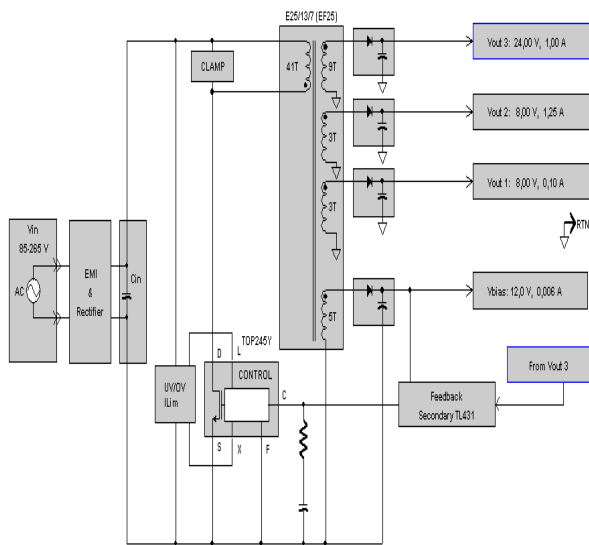 E25/13/7 (EF25)
CLAMP
41T
9T
3T
3T
5T
Vout 3: 24,00 V, 1,00 A
Vout 2: 8,00 V, 1,25 A
Vout 1: 8,00 V, 0,10 A
RTN
Vin
85-265 V
AC
EMI
&
Rectifier
Cin
Vbias: 12,0 V, 0,006 A
TOP245Y
D
L
CONTROL
C
UV/OV
ILim
S
X
F
From Vout 3
Feedback
Secondary TL431